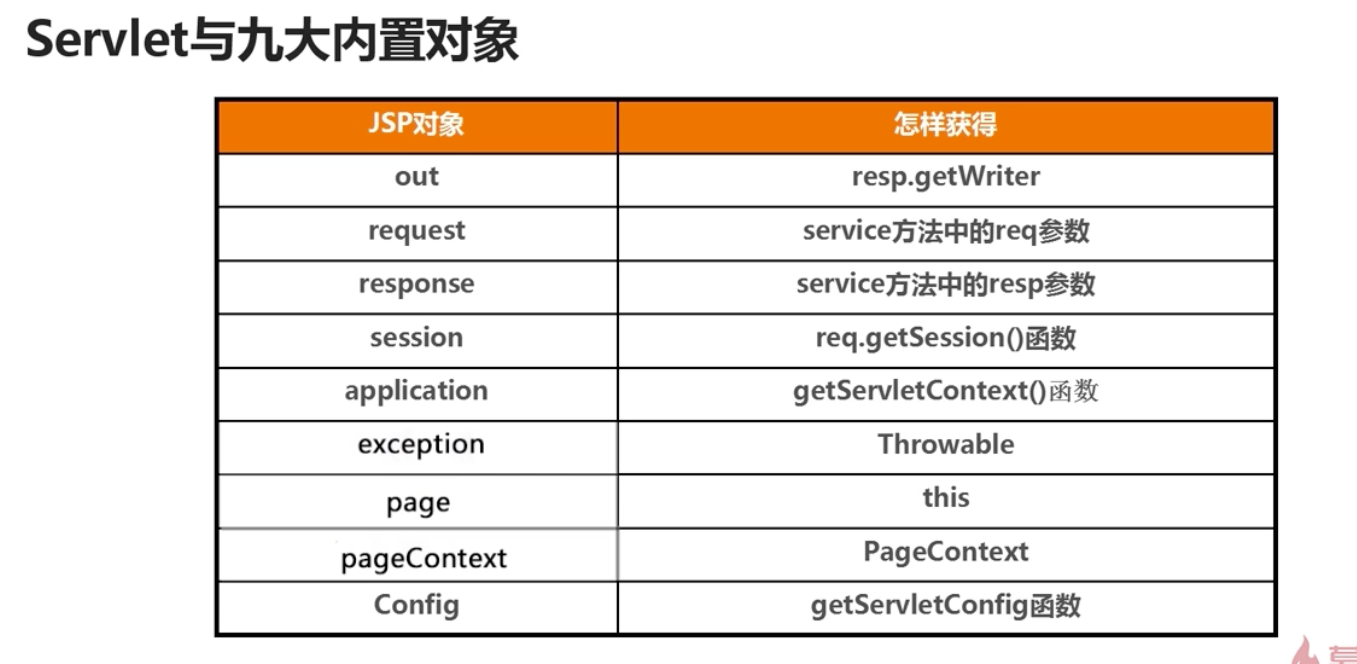 Servlet与九大内置对象
JSP对象 怎样获得
out resp.getWriter
request service方法中的req参数
response service方法中的resp参数
session req.getSession()函数
application getServletContext()函数
exception Throwable
page this
pageContext PageContext
Config getServletConfig函数